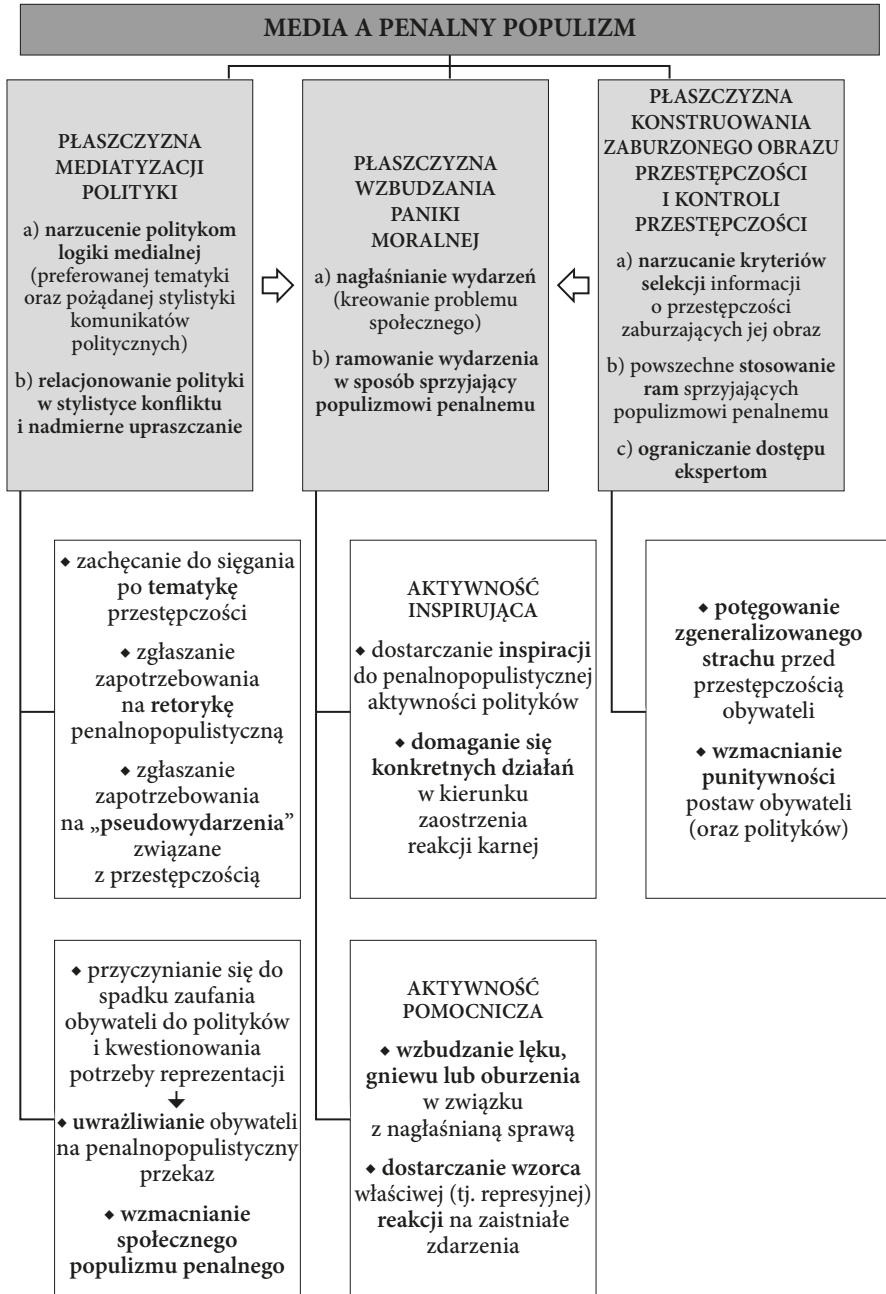 MEDIA A PENALNY POPULIZM
PŁASZCZYZNA
MEDIATYZACJI
POLITYKI
a) narzucenie politykom
logiki medialnej
(preferowanej tematyki
oraz pożądanej stylistyki
komunikatów
politycznych)
b) relacjonowanie polityki
w stylistyce konfliktu
i nadmierne upraszczanie
PŁASZCZYZNA
WZBUDZANIA
PANIKI
MORALNEJ
a) nagłaśnianie wydarzeń
(kreowanie problemu
społecznego)
b) ramowanie wydarzenia
w sposób sprzyjający
populizmowi penalnemu
PŁASZCZYZNA
KONSTRUOWANIA
ZABURZONEGO OBRAZU
PRZESTĘPCZOŚCI
I KONTROLI
PRZESTĘPCZOŚCI
a) narzucanie kryteriów
selekcji informacji
o przestępczości
zaburzających jej obraz
b) powszechne stosowanie
ram sprzyjających
populizmowi penalnemu
c) ograniczanie dostępu
ekspertom
◆ zachęcanie do sięgania
po tematykę
przestępczości
◆ zgłaszanie
zapotrzebowania
na retorykę
penalnopopulistyczną
◆ zgłaszanie
zapotrzebowania
na „pseudowydarzenia”
związane
z przestępczością
AKTYWNOŚĆ
INSPIRUJĄCA
◆ dostarczanie inspiracji
do penalnopopulistycznej
aktywności polityków
◆ domaganie się
konkretnych działań
w kierunku
zaostrzenia
reakcji karnej
◆ potęgowanie
zgeneralizowanego
strachu przed
przestępczością
obywateli
◆ wzmacnianie
punitywności
postaw obywateli
(oraz polityków)
◆ przyczynianie się do
spadku zaufania
obywateli do polityków
i kwestionowania
potrzeby reprezentacji
◆ uwrażliwianie obywateli
na penalnopopulistyczny
przekaz
◆ wzmacnianie
społecznego
populizmu penalnego
AKTYWNOŚĆ
POMOCNICZA
◆ wzbudzanie lęku,
gniewu lub oburzenia
w związku
z nagłaśnianą sprawą
◆ dostarczanie wzorca
właściwej (tj. represyjnej)
reakcji na zaistniałe
zdarzenia